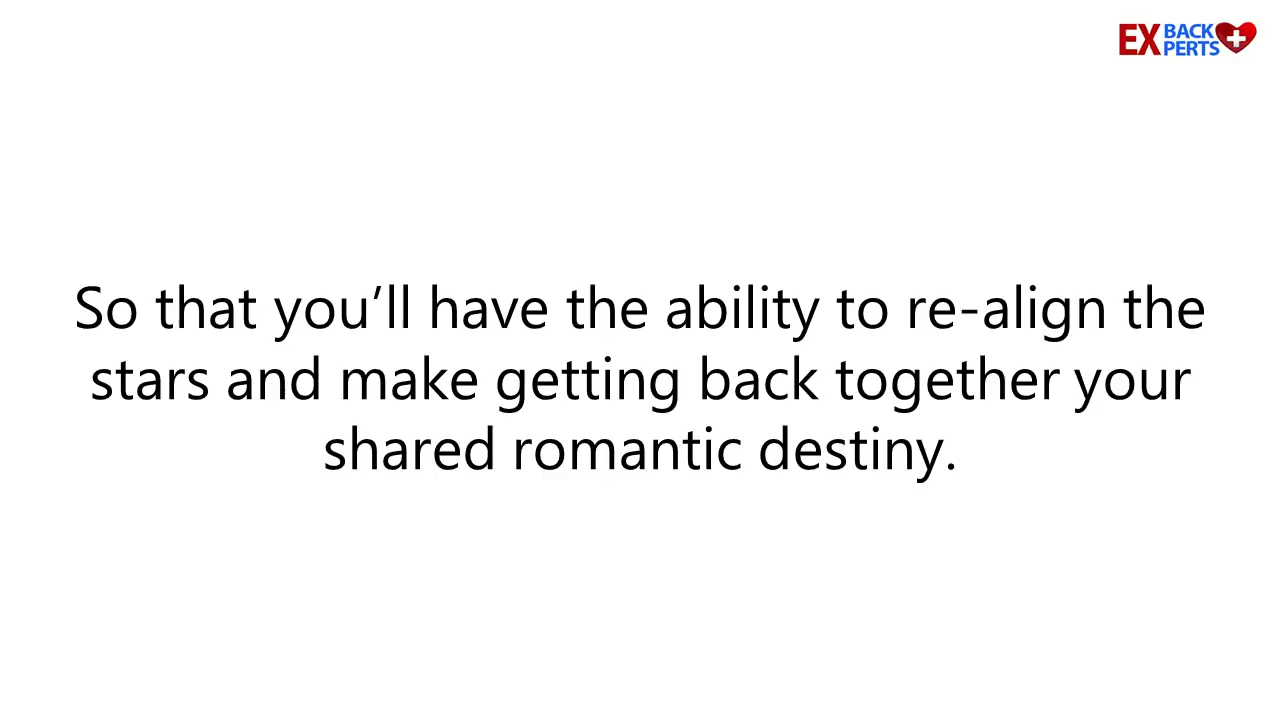 EX BACK
PERTS
So that you’ll have the ability to re-align the
stars and make getting back together your
shared romantic destiny.